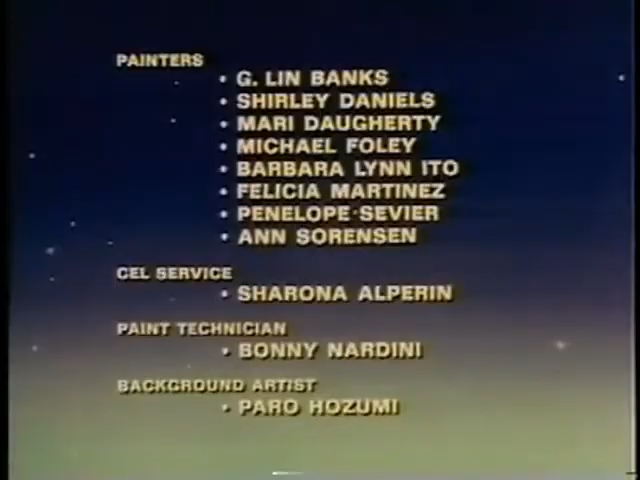 PAINTERS
• G. LIN BANKS
• SHIRLEY DANIELS
• MARI DAUGHERTY
• MICHAEL FOLEY
• BARBARA LYNN ITO
• FELICIA MARTINEZ
• PENELOPE SEVIER
• ANN SORENSEN
CEL SERVICE
• SHARONA ALPERIN
PAINT TECHNICIAN
• BONNY NARDINI
BACKGROUND ARTIST
• PARO HOZUMI